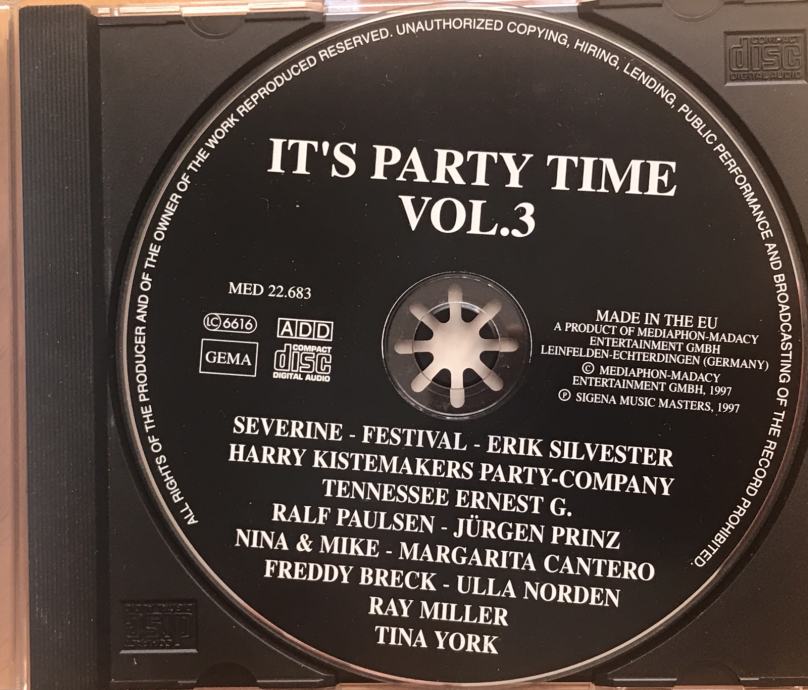 ALL RIGHTS OF THE PRODUCER AND OF THE OWNER OF THE WORK REPRODUCED RESERVED. UNAUTHORIZED COPYING, HIRING, LENDING, PUBLIC PERFORMANCE AND BROADCASTING OF THE RECORD PROHIBITED.
COMPACT
disc
DIGITAL AUDIO
IT'S PARTY TIME
VOL.3
MED 22.683
LC 6616
ADD
GEMA
COMPACT
disc
DIGITAL AUDIO
MADE IN THE EU
A PRODUCT OF MEDIAPHON-MADACY
ENTERTAINMENT GMBH
LEINFELDEN-ECHTERDINGEN (GERMANY)
© MEDIAPHON-MADACY
ENTERTAINMENT GMBH, 1997
℗ SIGENA MUSIC MASTERS, 1997
SEVERINE - FESTIVAL - ERIK SILVESTER
HARRY KISTEMAKERS PARTY-COMPANY
TENNESSEE ERNEST G.
RALF PAULSEN - JÜRGEN PRINZ
NINA & MIKE - MARGARITA CANTERO
FREDDY BRECK - ULLA NORDEN
RAY MILLER
TINA YORK